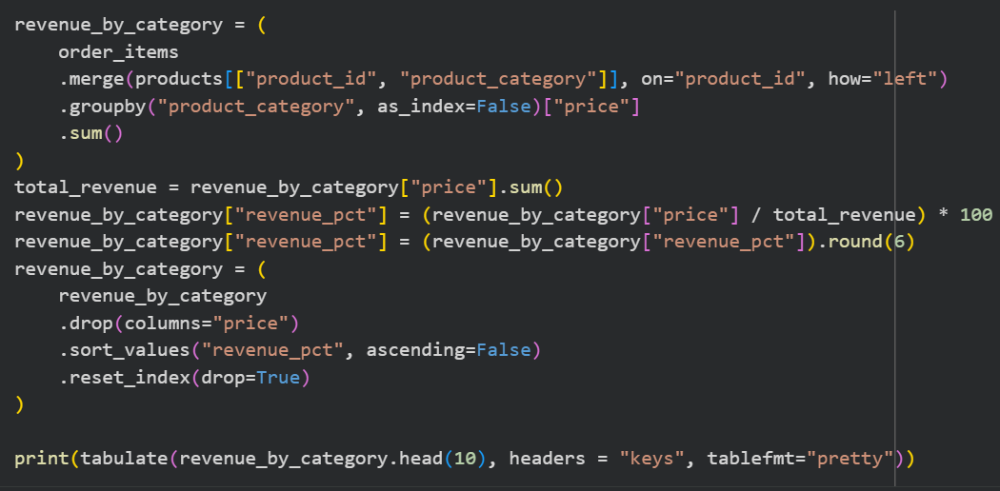 revenue_by_category = (
    order_items
    .merge(products[["product_id", "product_category"]], on="product_id", how="left")
    .groupby("product_category", as_index=False)["price"]
    .sum()
)
total_revenue = revenue_by_category["price"].sum()
revenue_by_category["revenue_pct"] = (revenue_by_category["price"] / total_revenue) * 100
revenue_by_category["revenue_pct"] = (revenue_by_category["revenue_pct"]).round(6)
revenue_by_category = (
    revenue_by_category
    .drop(columns="price")
    .sort_values("revenue_pct", ascending=False)
    .reset_index(drop=True)
)

print(tabulate(revenue_by_category.head(10), headers = "keys", tablefmt="pretty"))